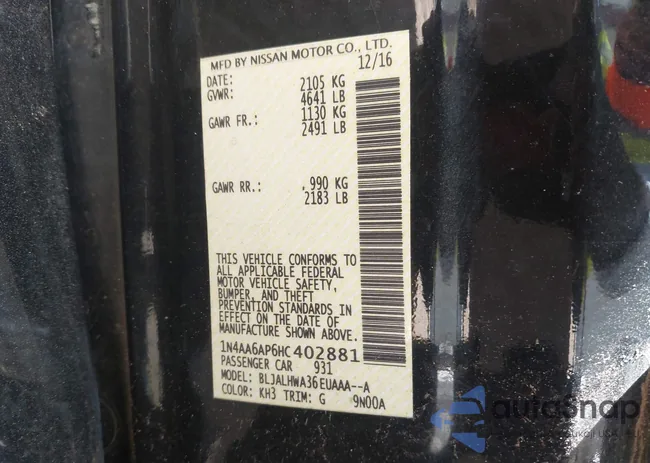 MFD BY NISSAN MOTOR CO., LTD.
DATE: 12/16
GVWR: 2105 KG
4641 LB
GAWR FR.: 1130 KG
2491 LB
GAWR RR.: . 990 KG
2183 LB
THIS VEHICLE CONFORMS TO
ALL APPLICABLE FEDERAL
MOTOR VEHICLE SAFETY,
BUMPER, AND THEFT
PREVENTION STANDARDS IN
EFFECT ON THE DATE OF
MANUFACTURE SHOWN ABOVE.
1N4AA6AP6HC402881
PASSENGER CAR 931
MODEL: BLJALHWA36EUAAA--A
COLOR: KH3 TRIM: G 9N00A
autoSnap